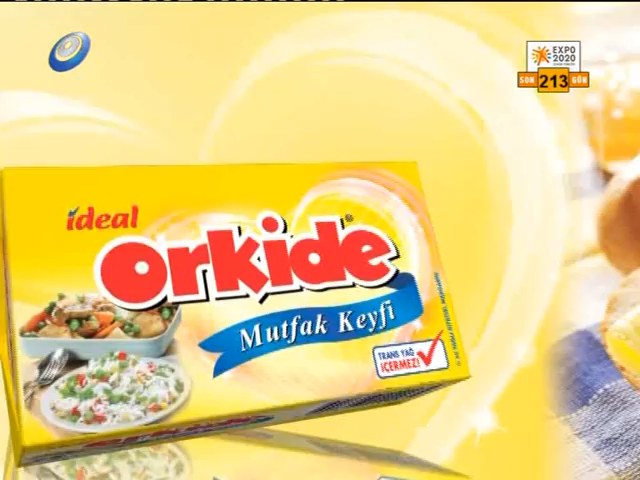 EXPO
2020
SON 213 GÜN
ideal
Orkide®
Mutfak Keyfi
TRANS YAĞ
İÇERMEZ!